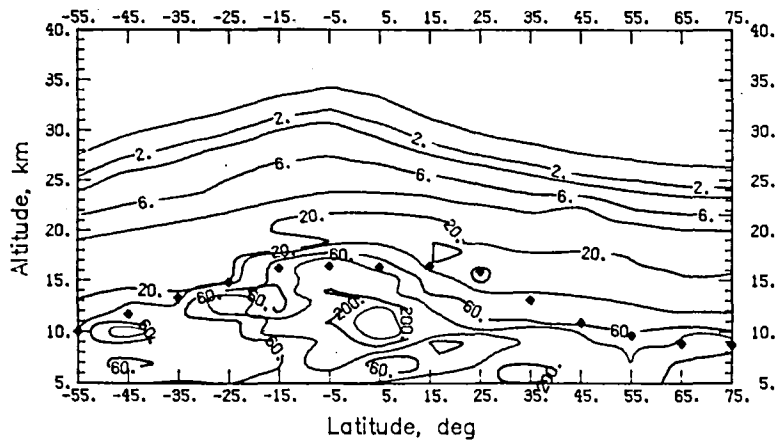 -55. -45. -35. -25. -15. -5. 5. 15. 25. 35. 45. 55. 65. 75.
40. 40.
35. 35.
2.
30. 30.
2. 2.
25. 2. 25.
6. 6. 6.
20. 20. 20. 20.
20. 60. 20.
15. 20. 15.
60. 60. 200. 60. 60.
10. 60. 200. 10.
60.
60. 60. 200.
5. 5.
-55. -45. -35. -25. -15. -5. 5. 15. 25. 35. 45. 55. 65. 75.
Altitude, km
Latitude, deg